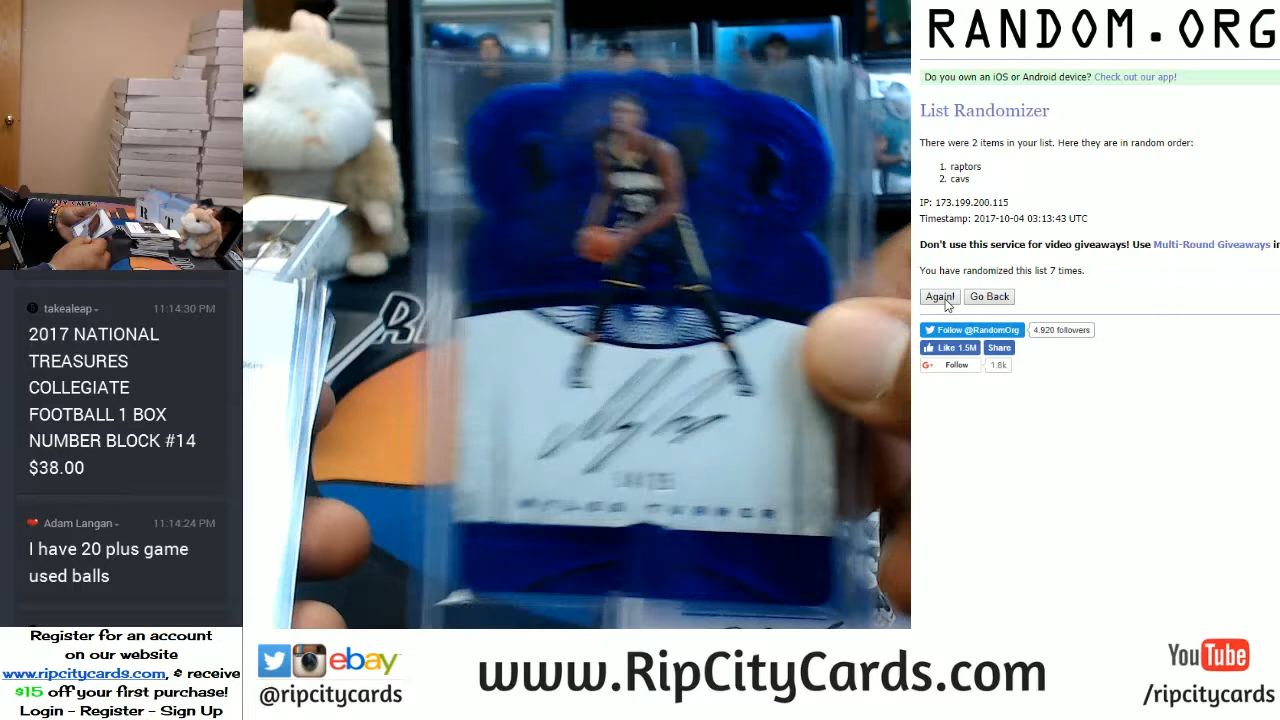 takealeap
11:14:30 PM
2017 NATIONAL
TREASURES
COLLEGIATE
FOOTBALL 1 BOX
NUMBER BLOCK #14
$38.00
Adam Langan
11:14:24 PM
I have 20 plus game
used balls
Register for an account
on our website
www.ripcitycards.com, & receive
$15 off your first purchase!
Login - Register - Sign Up
MYLES TURNER
ebay
@ripcitycards
www.RipCityCards.com
YouTube
/ripcitycards
RANDOM.ORG
Do you own an iOS or Android device? Check out our app!
List Randomizer
There were 2 items in your list. Here they are in random order:
1. raptors
2. cavs
IP: 173.199.200.115
Timestamp: 2017-10-04 03:13:43 UTC
Don't use this service for video giveaways! Use Multi-Round Giveaways in
You have randomized this list 7 times.
Again!
Go Back
Follow @RandomOrg
4,920 followers
Like 1.5M
Share
G+ Follow
1.6k